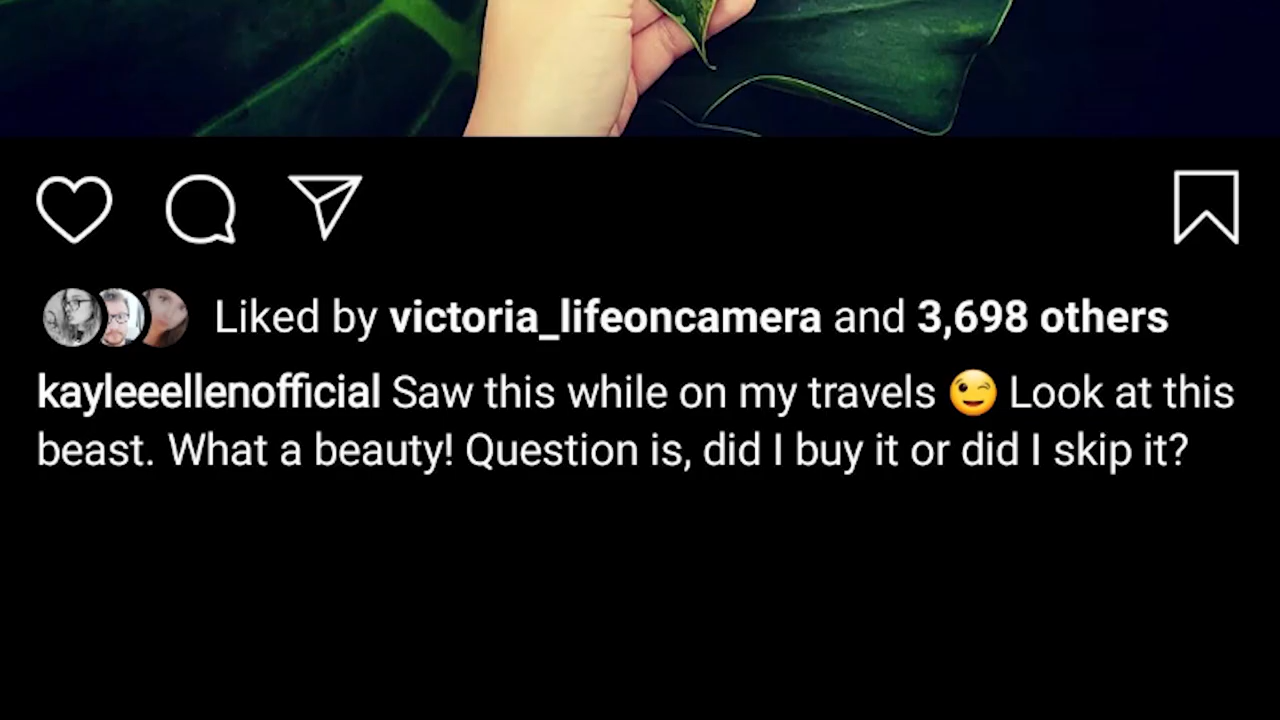 Liked by victoria_lifeoncamera and 3,698 others
kayleeellenofficial Saw this while on my travels 😉 Look at this
beast. What a beauty! Question is, did I buy it or did I skip it?